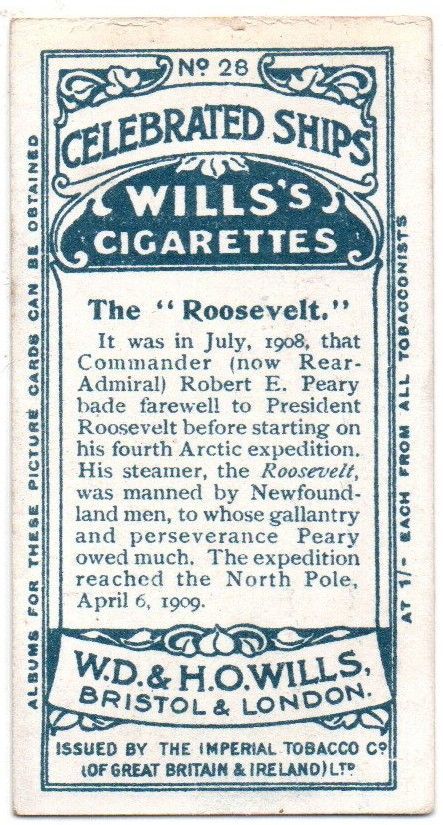 Nº 28
CELEBRATED SHIPS
WILLS'S
CIGARETTES
The "Roosevelt."
It was in July, 1908, that
Commander (now Rear-
Admiral) Robert E. Peary
bade farewell to President
Roosevelt before starting on
his fourth Arctic expedition.
His steamer, the Roosevelt,
was manned by Newfound-
land men, to whose gallantry
and perseverance Peary
owed much. The expedition
reached the North Pole,
April 6, 1909.
W.D. & H.O. WILLS,
BRISTOL & LONDON.
ISSUED BY THE IMPERIAL TOBACCO Cº
(OF GREAT BRITAIN & IRELAND) LTD
ALBUMS FOR THESE PICTURE CARDS CAN BE OBTAINED
AT 1/- EACH FROM ALL TOBACCONISTS